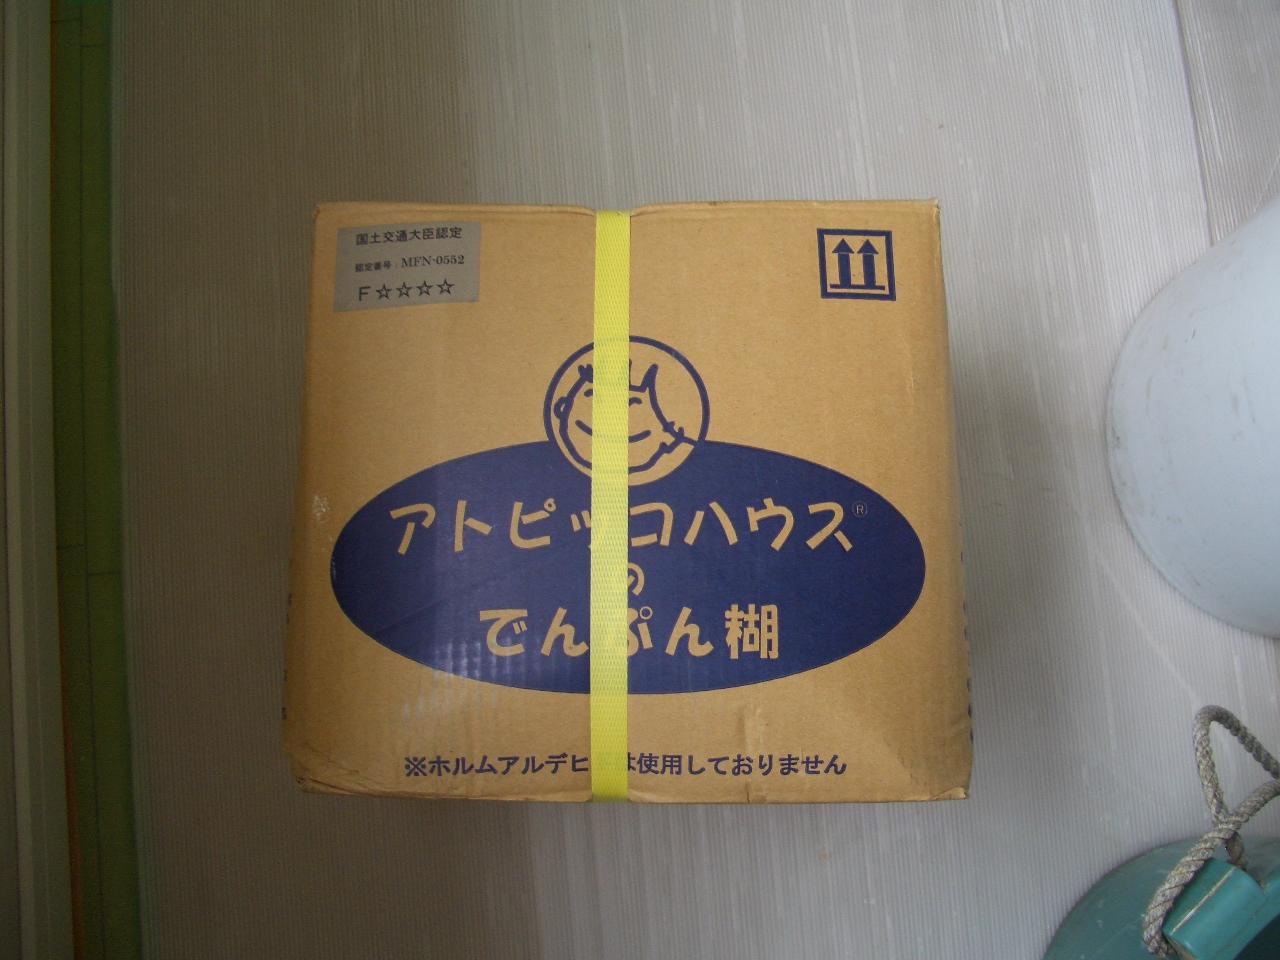 国土交通大臣認定
認定番号：MFN-0552
F☆☆☆☆
アトピッコハウス®
の
でんぷん糊
※ホルムアルデヒ は使用しておりません